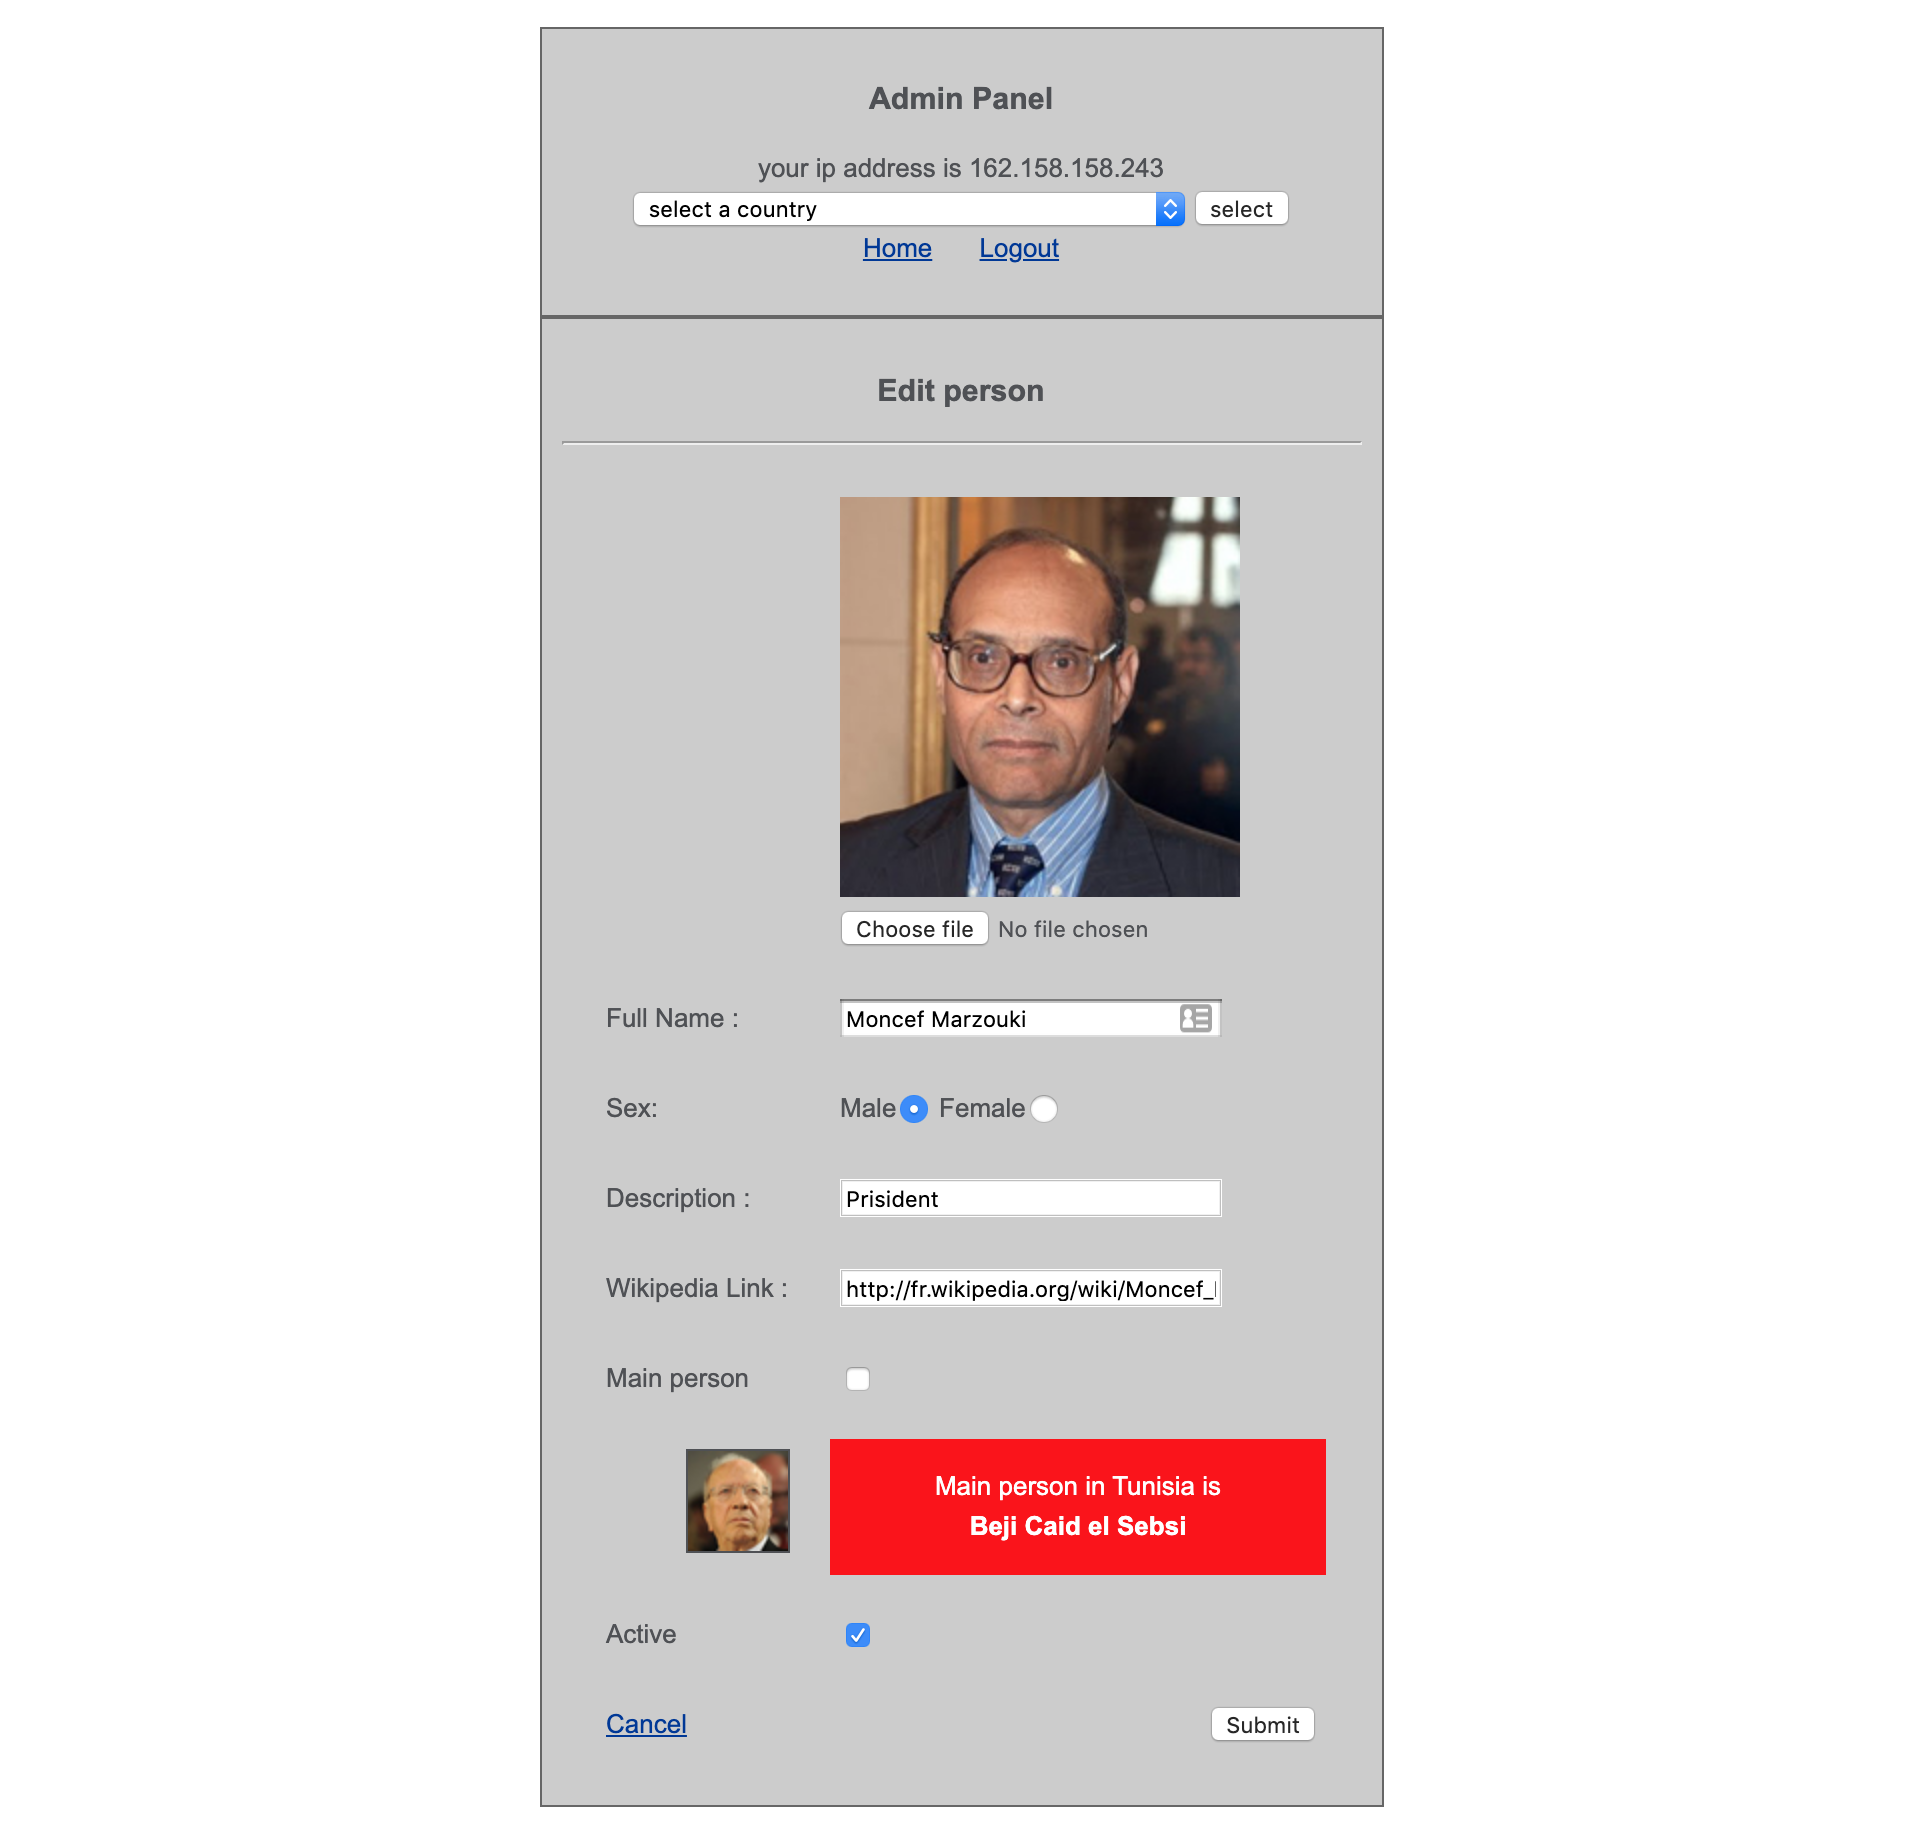 Admin Panel
your ip address is 162.158.158.243
select a country select
Home Logout
Edit person
Choose file No file chosen
Full Name : Moncef Marzouki
Sex: Male Female
Description : Prisident
Wikipedia Link : http://fr.wikipedia.org/wiki/Moncef_
Main person
Main person in Tunisia is
Beji Caid el Sebsi
Active
Cancel Submit